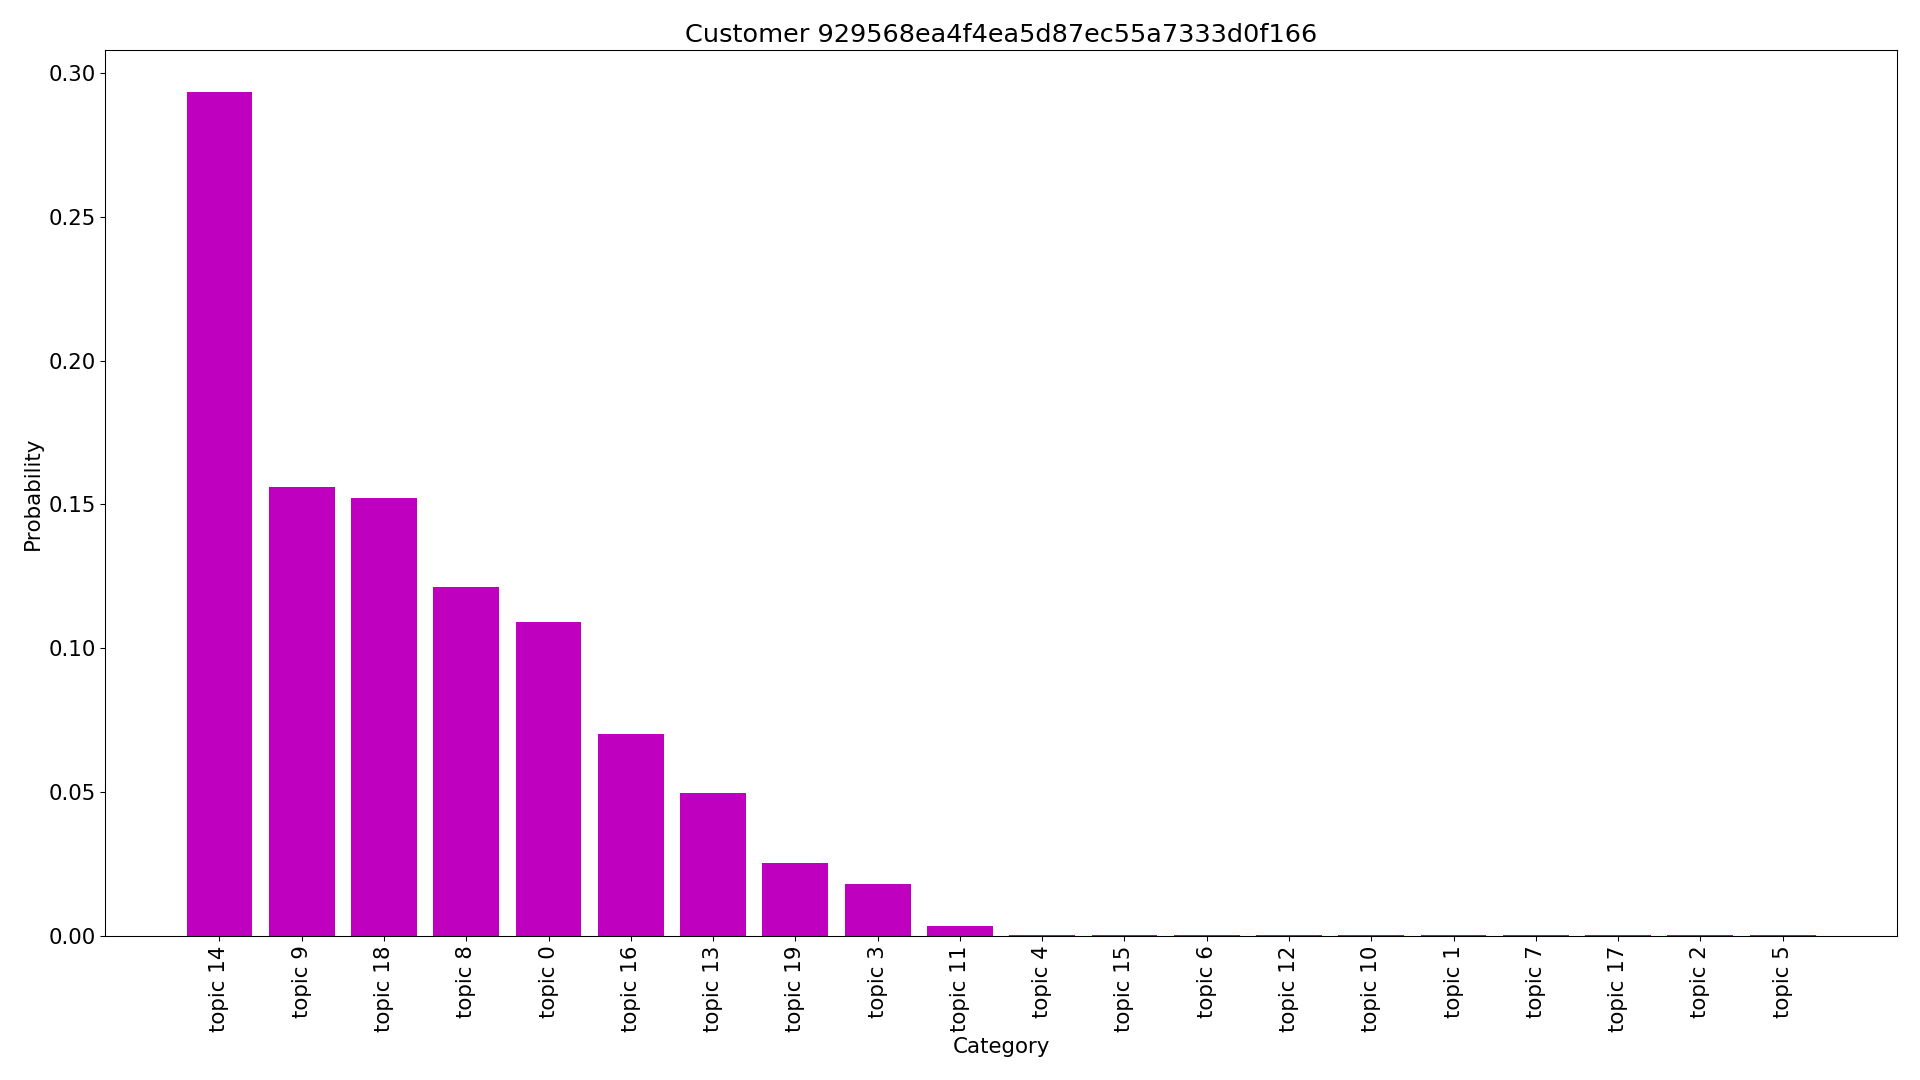 Customer 929568ea4f4ea5d87ec55a7333d0f166
Probability
0.30
0.25
0.20
0.15
0.10
0.05
0.00
topic 14
topic 9
topic 18
topic 8
topic 0
topic 16
topic 13
topic 19
topic 3
topic 11
topic 4
topic 15
topic 6
topic 12
topic 10
topic 1
topic 7
topic 17
topic 2
topic 5
Category